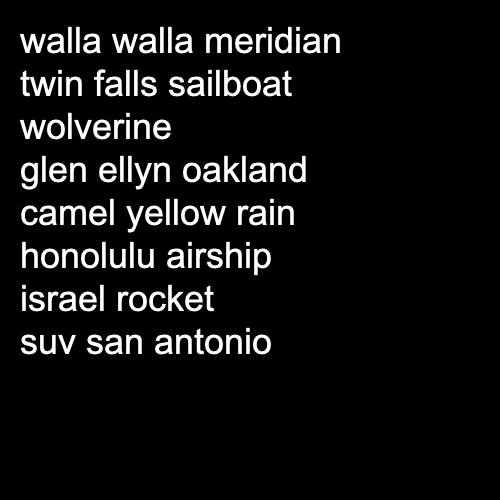 walla walla meridian
twin falls sailboat
wolverine
glen ellyn oakland
camel yellow rain
honolulu airship
israel rocket
suv san antonio